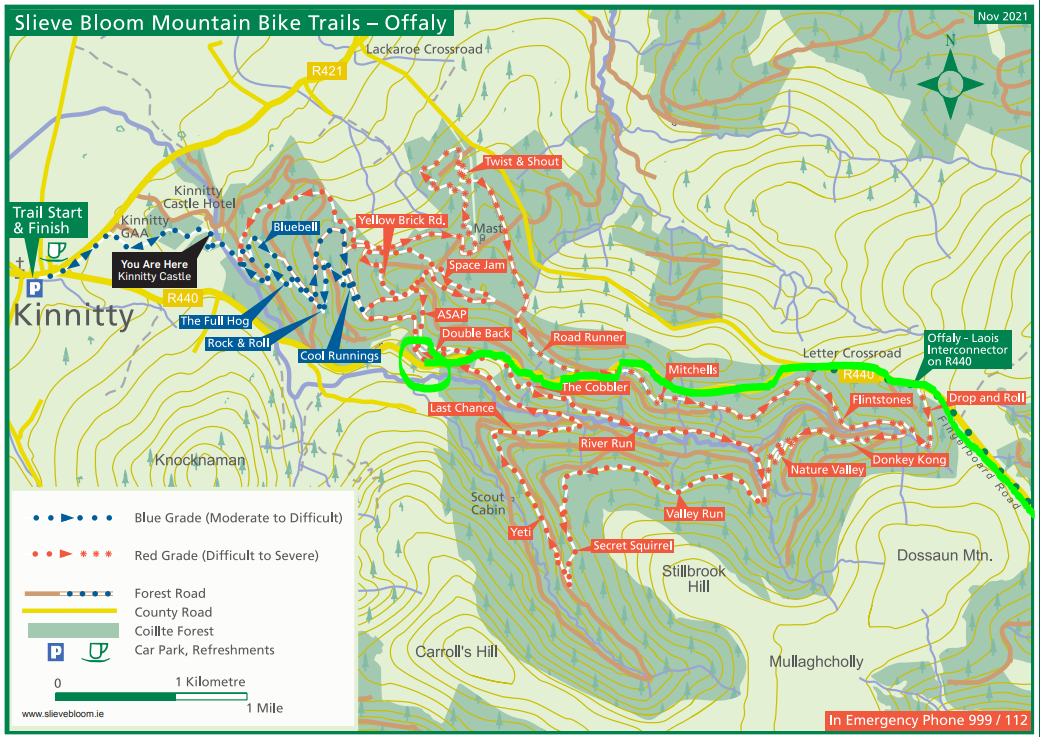 Slieve Bloom Mountain Bike Trails – Offaly
Nov 2021
N
Lackaroe Crossroad
R421
Twist & Shout
Kinnitty
Castle Hotel
Trail Start
& Finish
Kinnitty
GAA
Bluebell
Yellow Brick Rd.
Mast
You Are Here
Kinnitty Castle
Space Jam
P
R440
Kinnitty
The Full Hog
ASAP
Rock & Roll
Double Back
Road Runner
Cool Runnings
Offaly - Laois
Interconnector
on R440
Letter Crossroad
Mitchells
R440
The Cobbler
Flintstones
Drop and Roll
Last Chance
Fingerboard Road
River Run
Donkey Kong
Knocknaman
Nature Valley
Scout
Cabin
Valley Run
Yeti
Secret Squirrel
Stillbrook
Hill
Dossaun Mtn.
Carroll's Hill
Mullaghcholly
Blue Grade (Moderate to Difficult)
Red Grade (Difficult to Severe)
Forest Road
County Road
Coillte Forest
P
Car Park, Refreshments
0
1 Kilometre
1 Mile
www.slievebloom.ie
In Emergency Phone 999 / 112